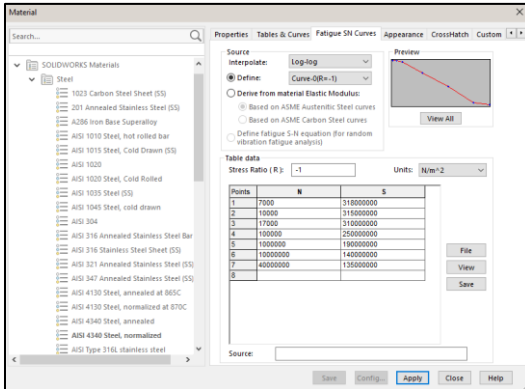 Material
Search...
SOLIDWORKS Materials
Steel
1023 Carbon Steel Sheet (SS)
201 Annealed Stainless Steel (SS)
A286 Iron Base Superalloy
AISI 1010 Steel, hot rolled bar
AISI 1015 Steel, Cold Drawn (SS)
AISI 1020
AISI 1020 Steel, Cold Rolled
AISI 1035 Steel (SS)
AISI 1045 Steel, cold drawn
AISI 304
AISI 316 Annealed Stainless Steel Bar
AISI 316 Stainless Steel Sheet (SS)
AISI 321 Annealed Stainless Steel (SS)
AISI 347 Annealed Stainless Steel (SS)
AISI 4130 Steel, annealed at 865C
AISI 4130 Steel, normalized at 870C
AISI 4340 Steel, annealed
AISI 4340 Steel, normalized
AISI Type 316L stainless steel
Properties Tables & Curves Fatigue SN Curves Appearance CrossHatch Custom
Source
Interpolate: Log-log
Define: Curve-0(R=-1)
Derive from material Elastic Modulus:
Based on ASME Austenitic Steel curves
Based on ASME Carbon Steel curves
Define fatigue S-N equation (for random
vibration fatigue analysis)
Preview
View All
Table data
Stress Ratio ( R ): -1 Units: N/m^2
Points N S
1 7000 318000000
2 10000 315000000
3 17000 310000000
4 100000 250000000
5 1000000 190000000
6 10000000 140000000
7 40000000 135000000
8
File
View
Save
Source:
Save Config... Apply Close Help